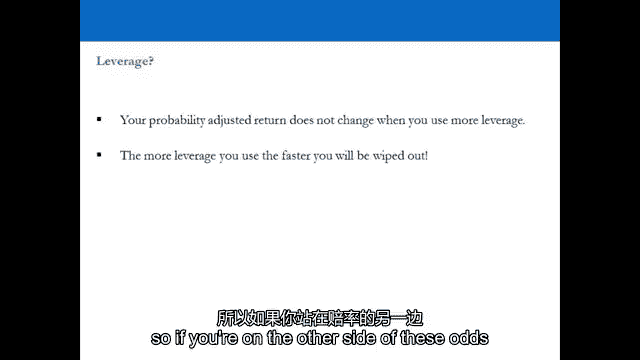 Leverage?
Your probability adjusted return does not change when you use more leverage.
The more leverage you use the faster you will be wiped out!
所以如果你站在赔率的另一边
so if you're on the other side of these odds